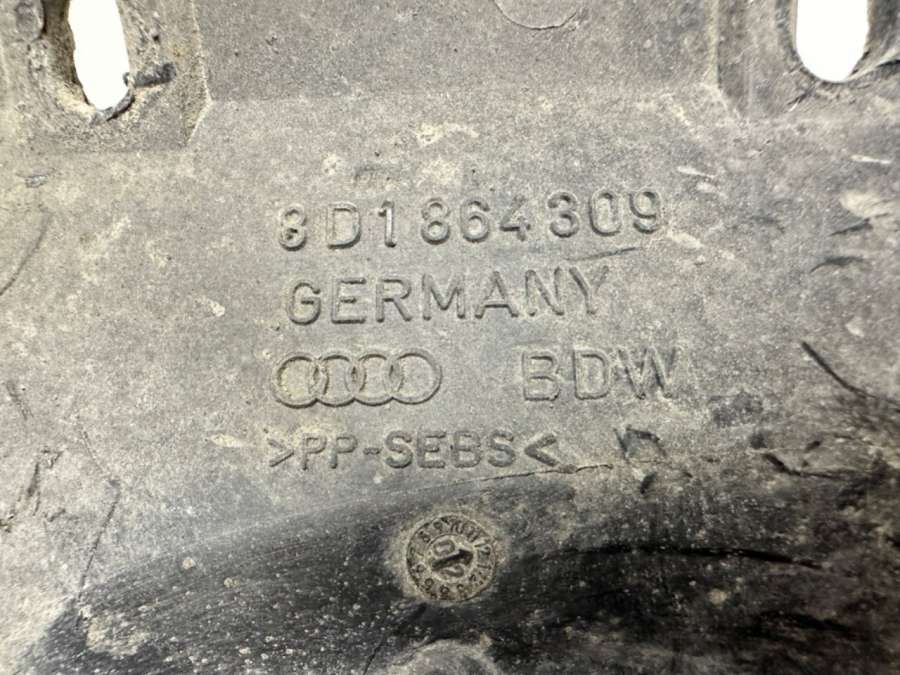 8D1864309
GERMANY
BDW
>PP-SEBS<